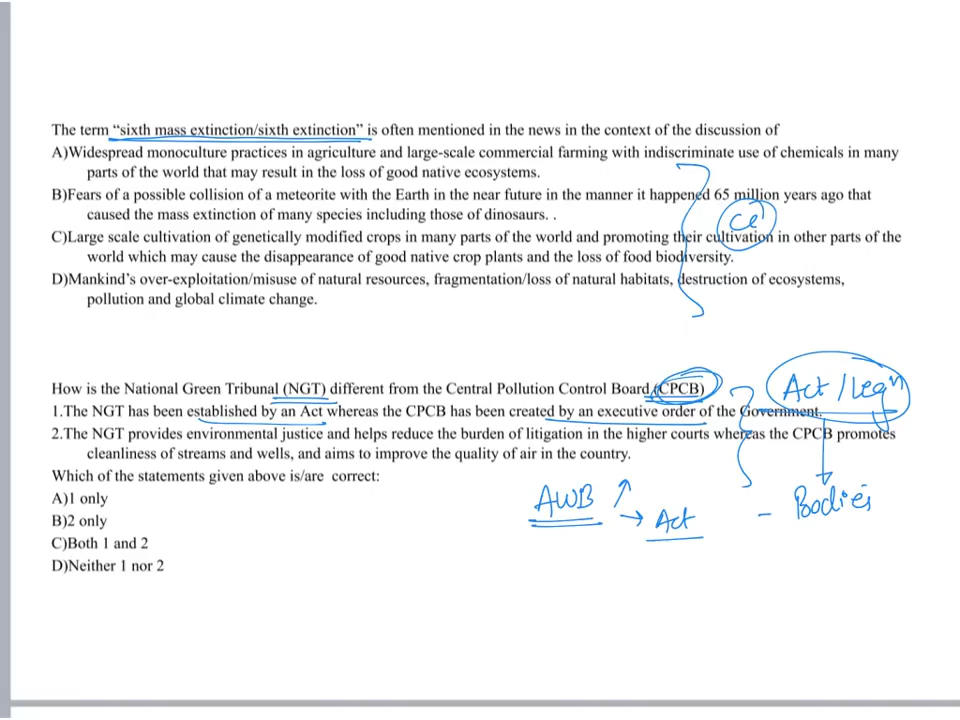 The term “sixth mass extinction/sixth extinction” is often mentioned in the news in the context of the discussion of
A)Widespread monoculture practices in agriculture and large-scale commercial farming with indiscriminate use of chemicals in many
parts of the world that may result in the loss of good native ecosystems.
B)Fears of a possible collision of a meteorite with the Earth in the near future in the manner it happened 65 million years ago that
caused the mass extinction of many species including those of dinosaurs. .
C)Large scale cultivation of genetically modified crops in many parts of the world and promoting their cultivation in other parts of the
world which may cause the disappearance of good native crop plants and the loss of food biodiversity.
D)Mankind’s over-exploitation/misuse of natural resources, fragmentation/loss of natural habitats, destruction of ecosystems,
pollution and global climate change.
How is the National Green Tribunal (NGT) different from the Central Pollution Control Board (CPCB)
Act / Legn
1.The NGT has been established by an Act whereas the CPCB has been created by an executive order of the Government.
2.The NGT provides environmental justice and helps reduce the burden of litigation in the higher courts whereas the CPCB promotes
cleanliness of streams and wells, and aims to improve the quality of air in the country.
Which of the statements given above is/are correct:
A)1 only
AWB ↑ → Act – Bodies
B)2 only
C)Both 1 and 2
D)Neither 1 nor 2